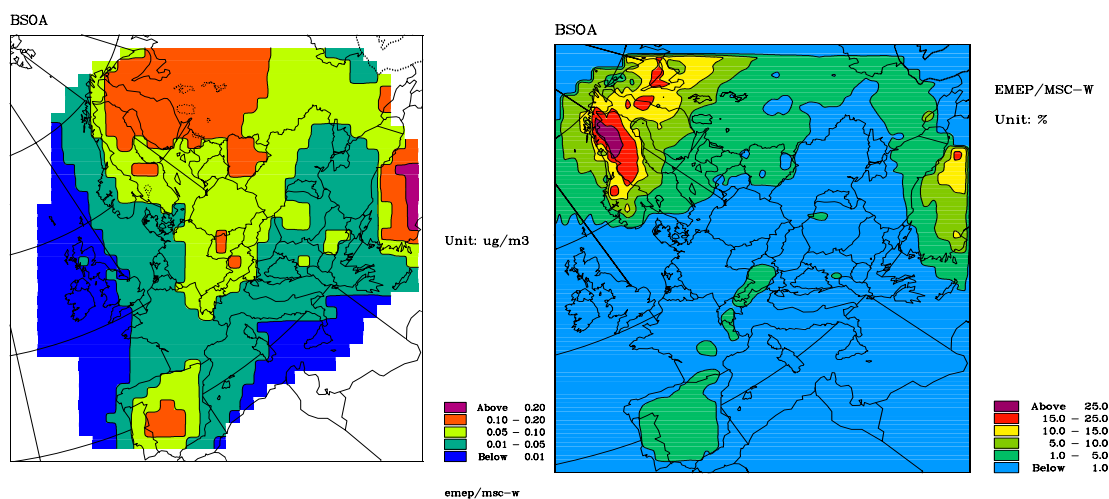 BSOA
Unit: ug/m3
Above 0.20
0.10 – 0.20
0.05 – 0.10
0.01 – 0.05
Below 0.01
emep/msc-w
BSOA
EMEP/MSC-W
Unit: %
Above 25.0
15.0 – 25.0
10.0 – 15.0
5.0 – 10.0
1.0 – 5.0
Below 1.0